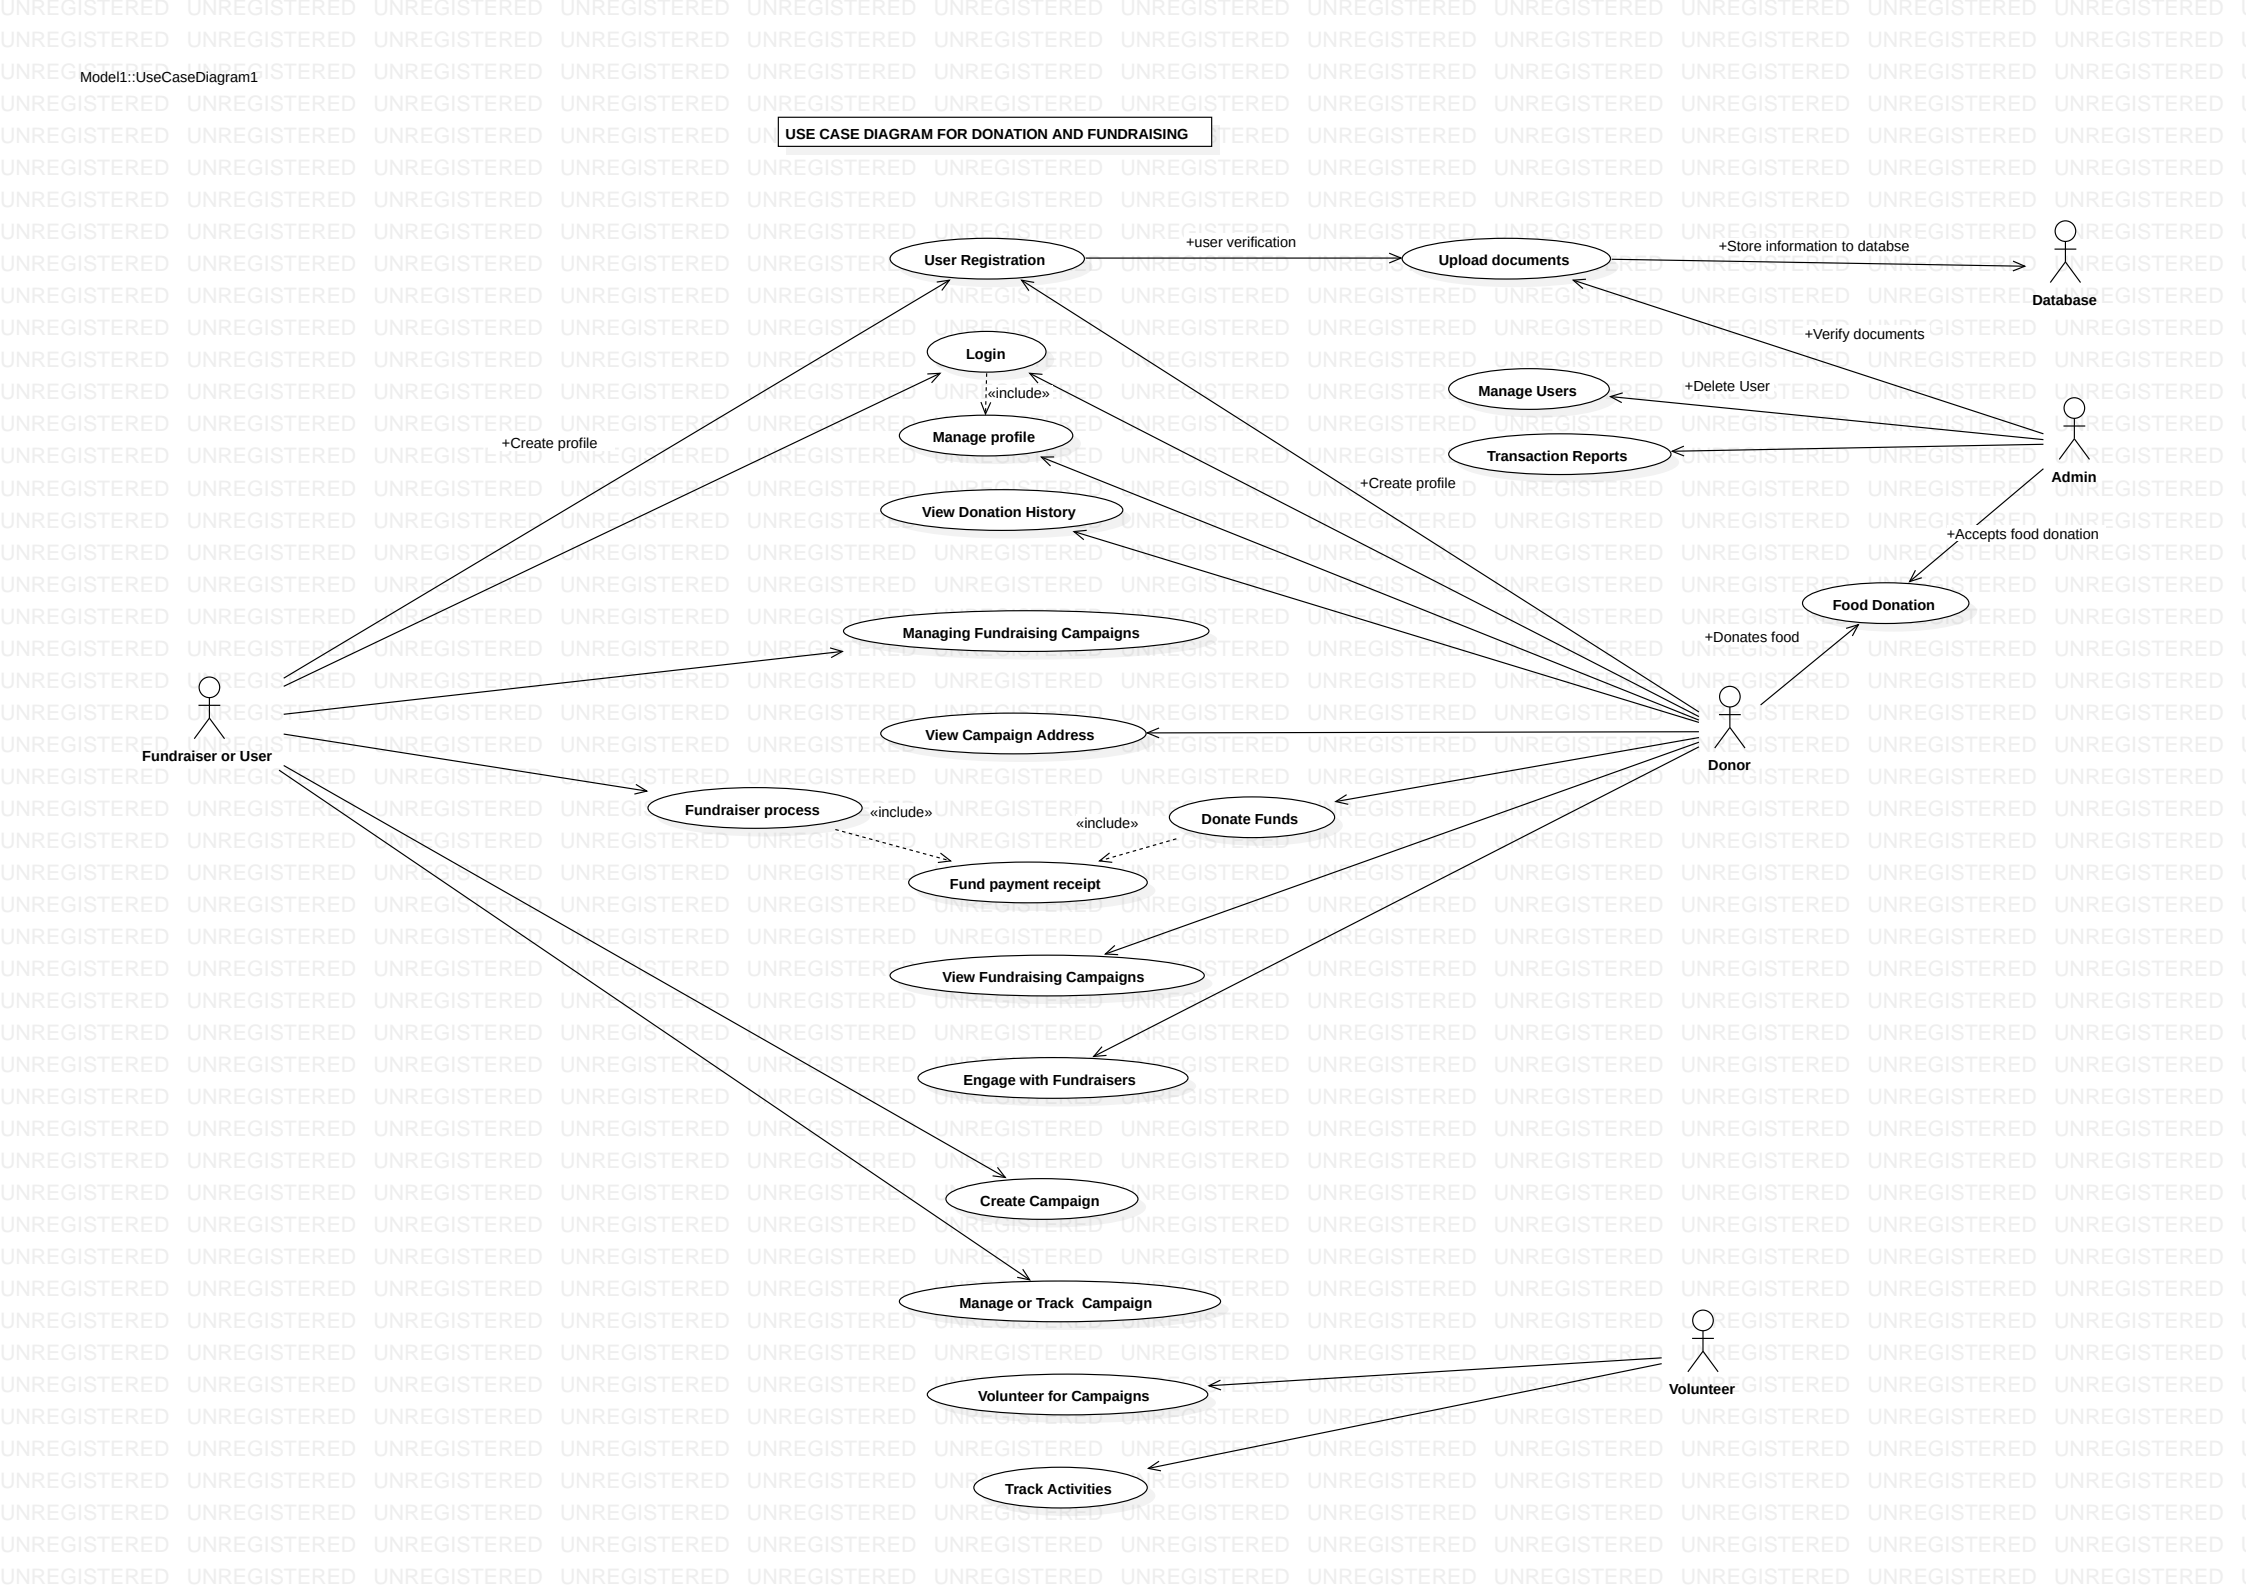 Model1::UseCaseDiagram1
USE CASE DIAGRAM FOR DONATION AND FUNDRAISING
+user verification
+Store information to databse
User Registration
Upload documents
Database
+Verify documents
Login
+Delete User
Manage Users
«include»
Manage profile
+Create profile
Transaction Reports
Admin
+Create profile
View Donation History
+Accepts food donation
Food Donation
Managing Fundraising Campaigns
+Donates food
View Campaign Address
Fundraiser or User
Donor
Fundraiser process
«include»
«include»
Donate Funds
Fund payment receipt
View Fundraising Campaigns
Engage with Fundraisers
Create Campaign
Manage or Track  Campaign
Volunteer
Volunteer for Campaigns
Track Activities
UNREGISTERED